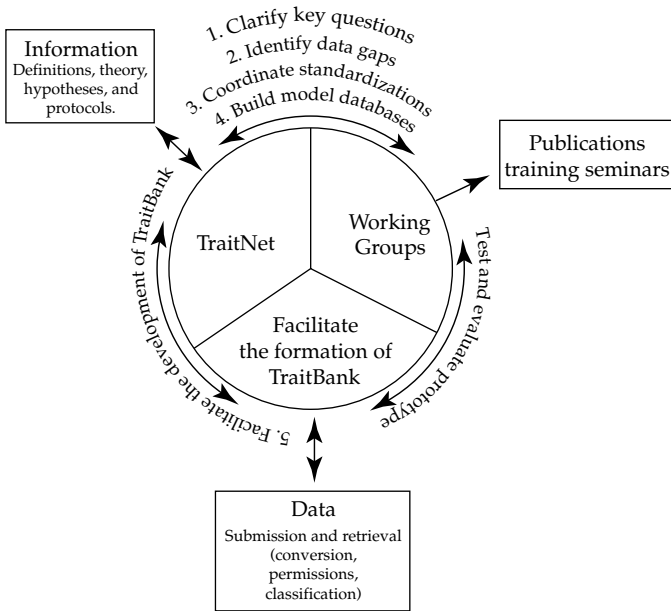 1. Clarify key questions
2. Identify data gaps
3. Coordinate standardizations
4. Build model databases
Information
Definitions, theory,
hypotheses, and
protocols.
Publications
training seminars
TraitNet
Working
Groups
Facilitate
the formation of
TraitBank
5. Facilitate the development of TraitBank
Test and evaluate prototype
Data
Submission and retrieval
(conversion,
permissions,
classification)